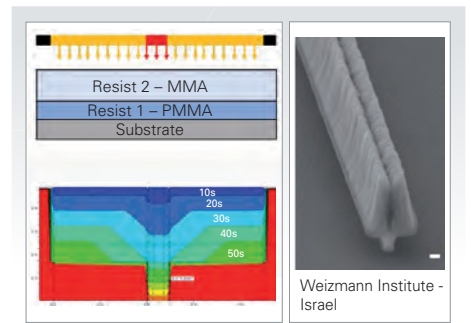 Resist 2 – MMA
Resist 1 – PMMA
Substrate
10s
20s
30s
40s
50s
Weizmann Institute -
Israel